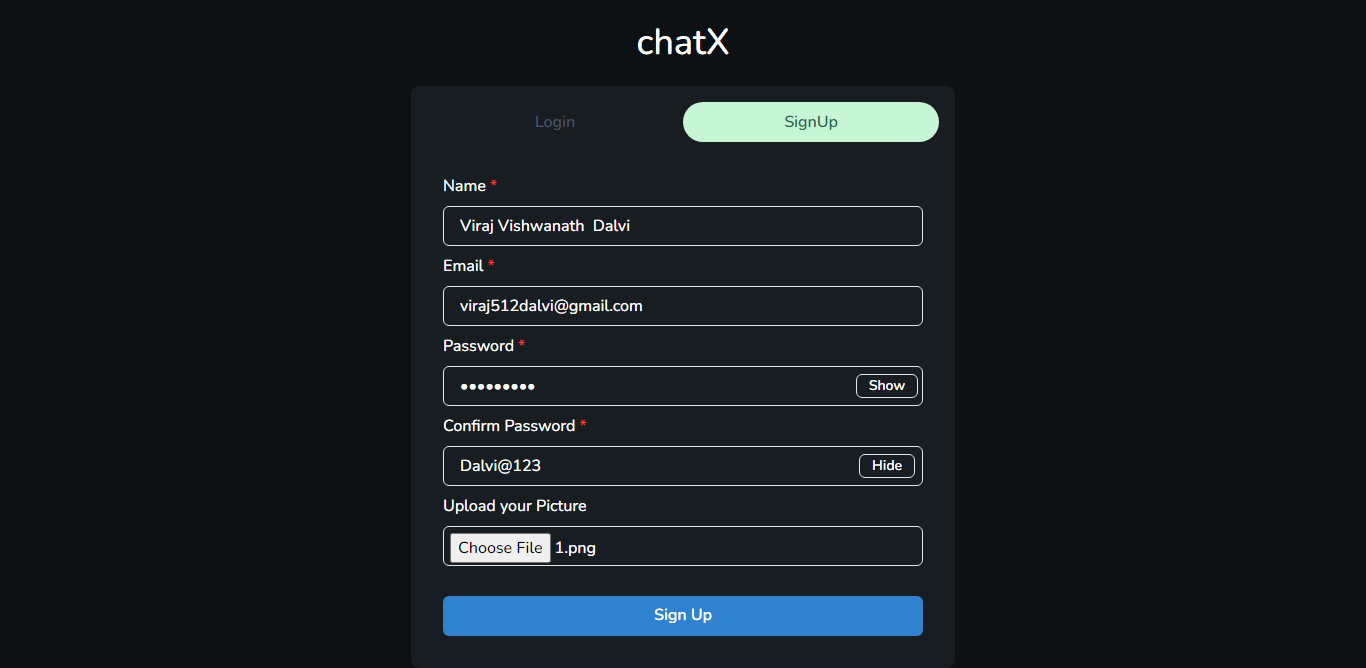 chatX
Login SignUp
Name *
Viraj Vishwanath  Dalvi
Email *
viraj512dalvi@gmail.com
Password *
••••••••• Show
Confirm Password *
Dalvi@123 Hide
Upload your Picture
Choose File 1.png
Sign Up